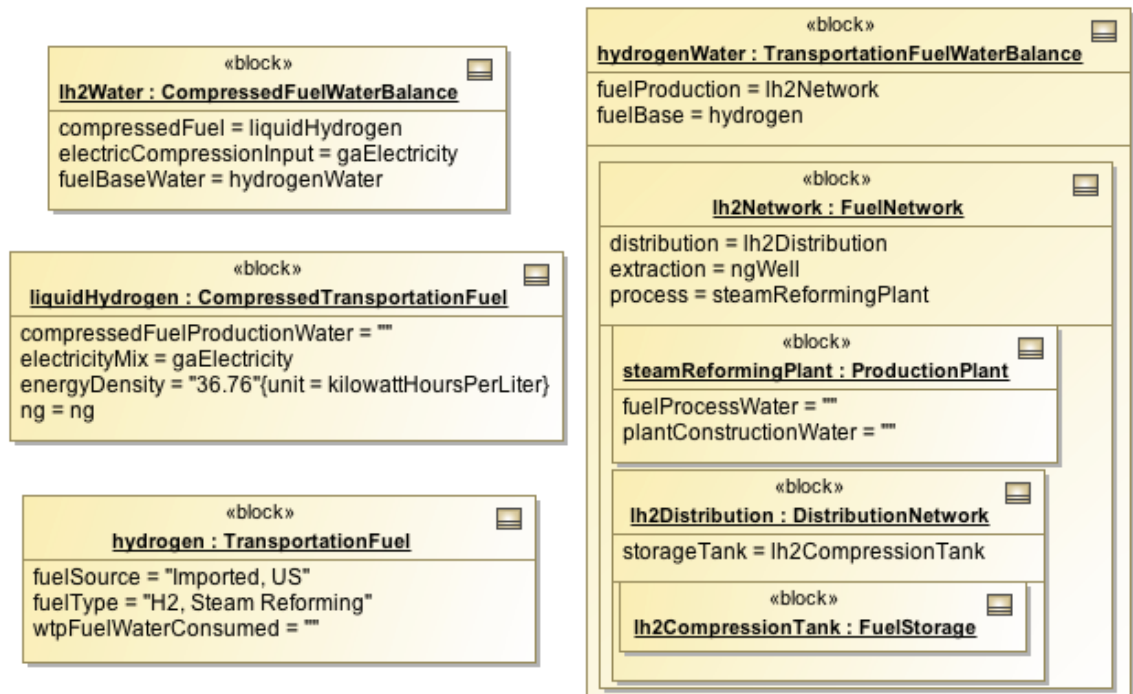 «block»
lh2Water : CompressedFuelWaterBalance
compressedFuel = liquidHydrogen
electricCompressionInput = gaElectricity
fuelBaseWater = hydrogenWater
«block»
liquidHydrogen : CompressedTransportationFuel
compressedFuelProductionWater = ""
electricityMix = gaElectricity
energyDensity = "36.76"{unit = kilowattHoursPerLiter}
ng = ng
«block»
hydrogen : TransportationFuel
fuelSource = "Imported, US"
fuelType = "H2, Steam Reforming"
wtpFuelWaterConsumed = ""
«block»
hydrogenWater : TransportationFuelWaterBalance
fuelProduction = lh2Network
fuelBase = hydrogen
«block»
lh2Network : FuelNetwork
distribution = lh2Distribution
extraction = ngWell
process = steamReformingPlant
«block»
steamReformingPlant : ProductionPlant
fuelProcessWater = ""
plantConstructionWater = ""
«block»
lh2Distribution : DistributionNetwork
storageTank = lh2CompressionTank
«block»
lh2CompressionTank : FuelStorage